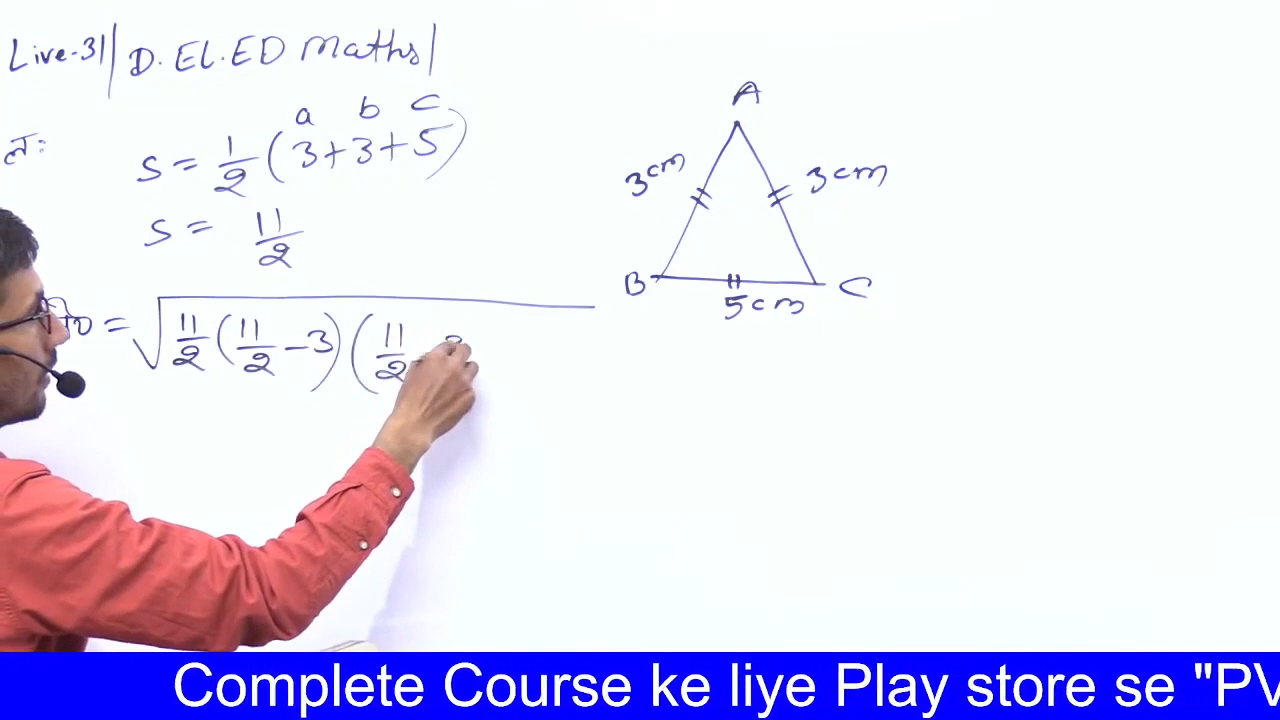 Live-31| D. EL. ED Maths|
a b c
S = 1/2 (3+3+5)
S = 11/2
= √ 11/2 (11/2 - 3) (11/2 -
A
3cm 3cm
B C
5cm
Complete Course ke liye Play store se "PV